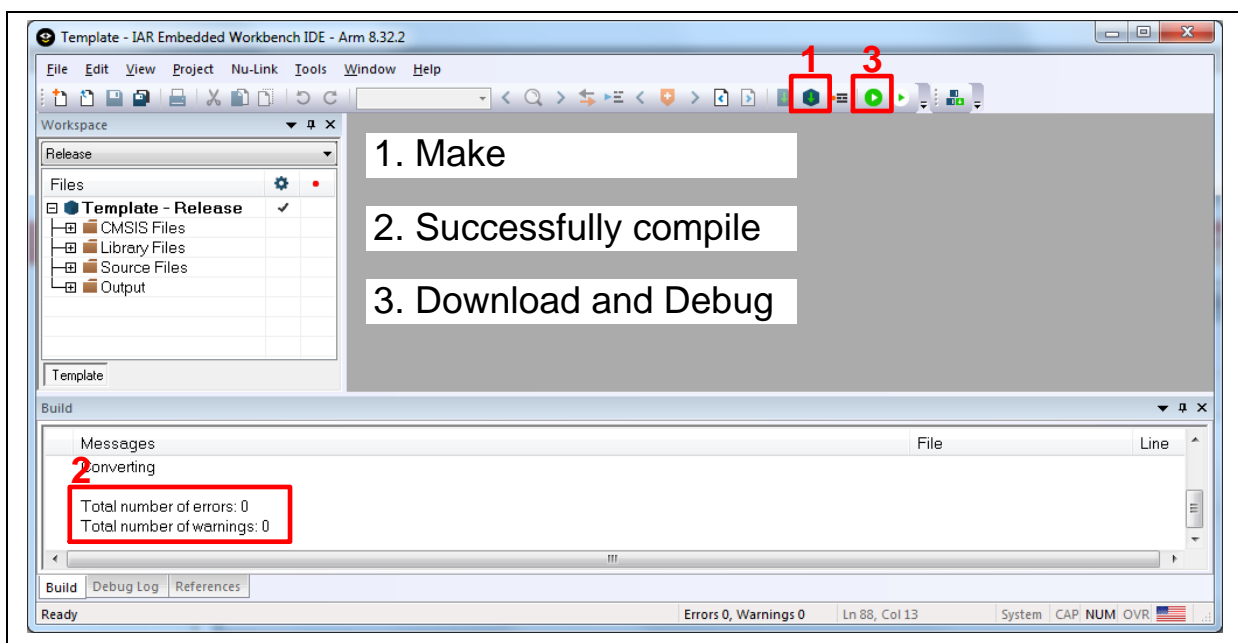 Template - IAR Embedded Workbench IDE - Arm 8.32.2
File Edit View Project Nu-Link Tools Window Help
1 3
Workspace
Release
Files
Template - Release
CMSIS Files
Library Files
Source Files
Output
Template
1. Make
2. Successfully compile
3. Download and Debug
Build
Messages File Line
Converting
2
Total number of errors: 0
Total number of warnings: 0
Build Debug Log References
Ready Errors 0, Warnings 0 Ln 88, Col 13 System CAP NUM OVR